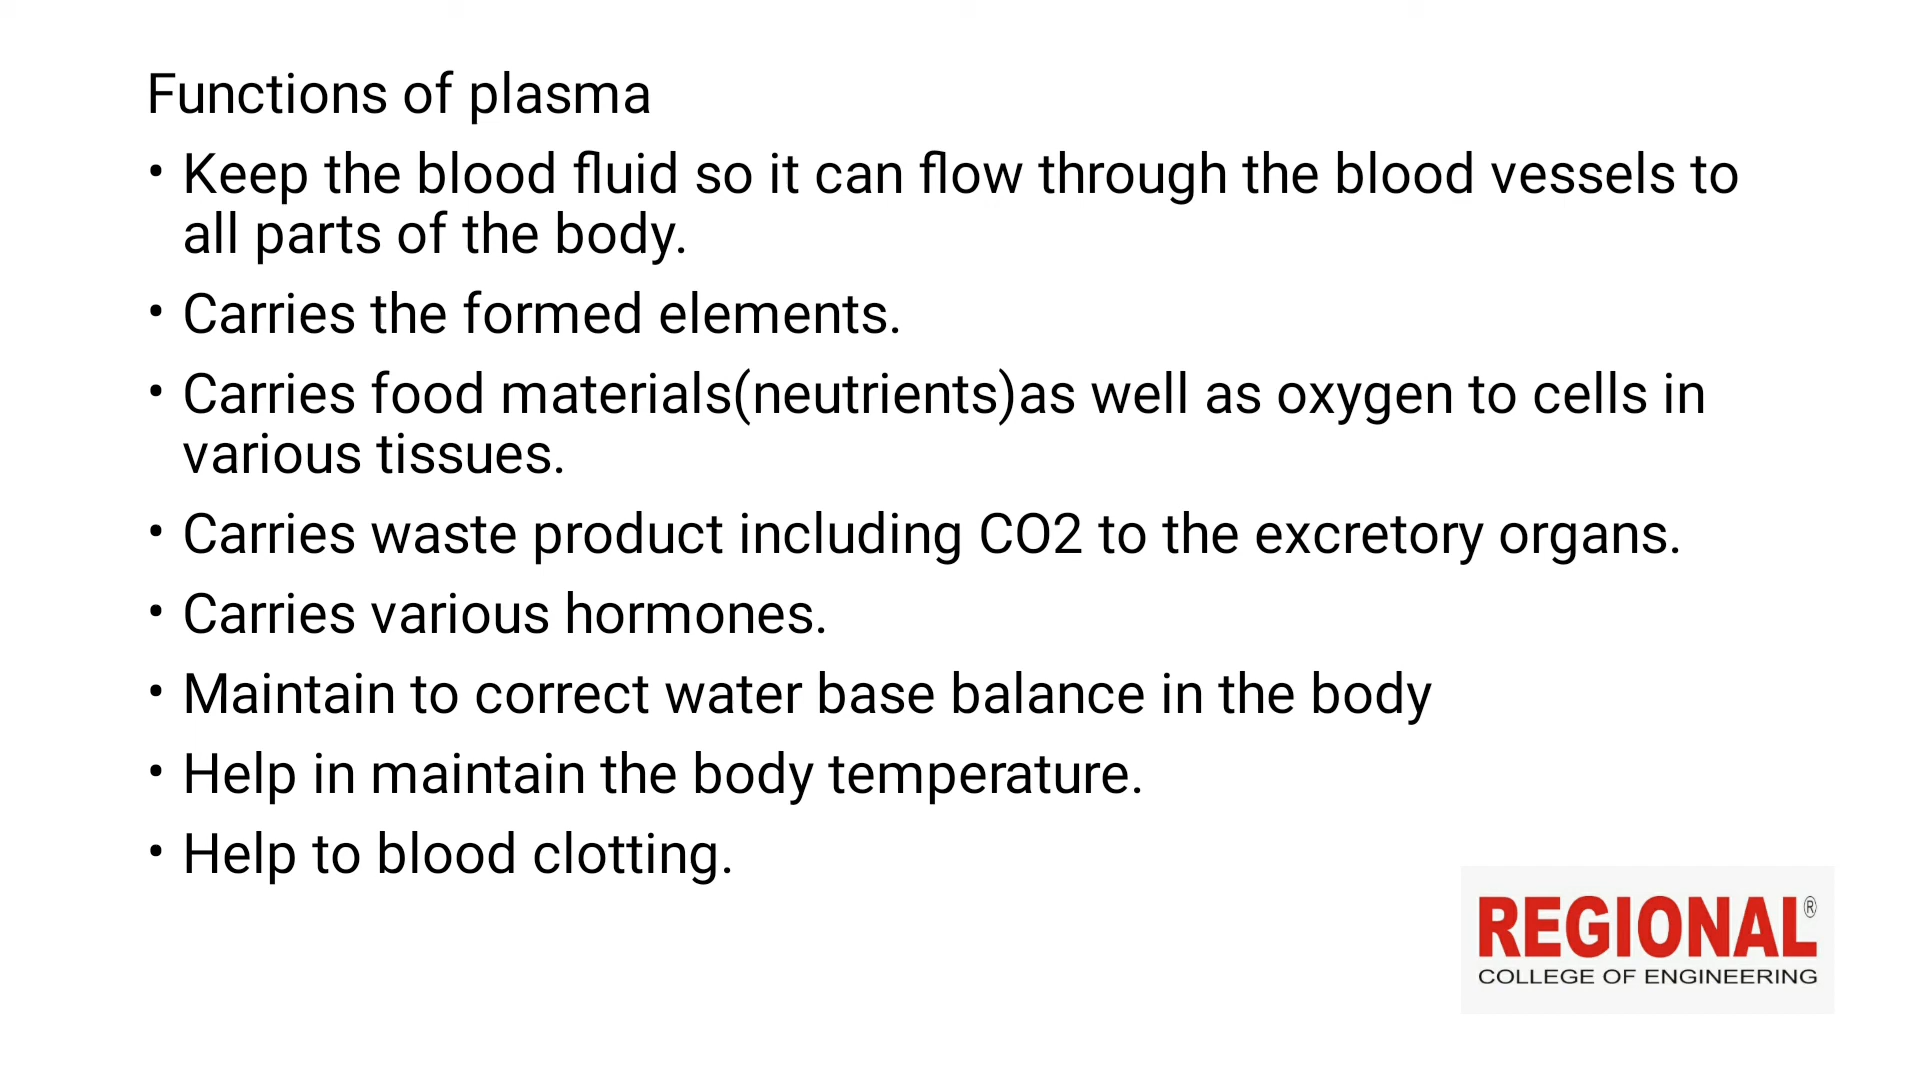 Functions of plasma
• Keep the blood fluid so it can flow through the blood vessels to
all parts of the body.
• Carries the formed elements.
• Carries food materials(neutrients)as well as oxygen to cells in
various tissues.
• Carries waste product including CO2 to the excretory organs.
• Carries various hormones.
• Maintain to correct water base balance in the body
• Help in maintain the body temperature.
• Help to blood clotting.
REGIONAL®
COLLEGE OF ENGINEERING